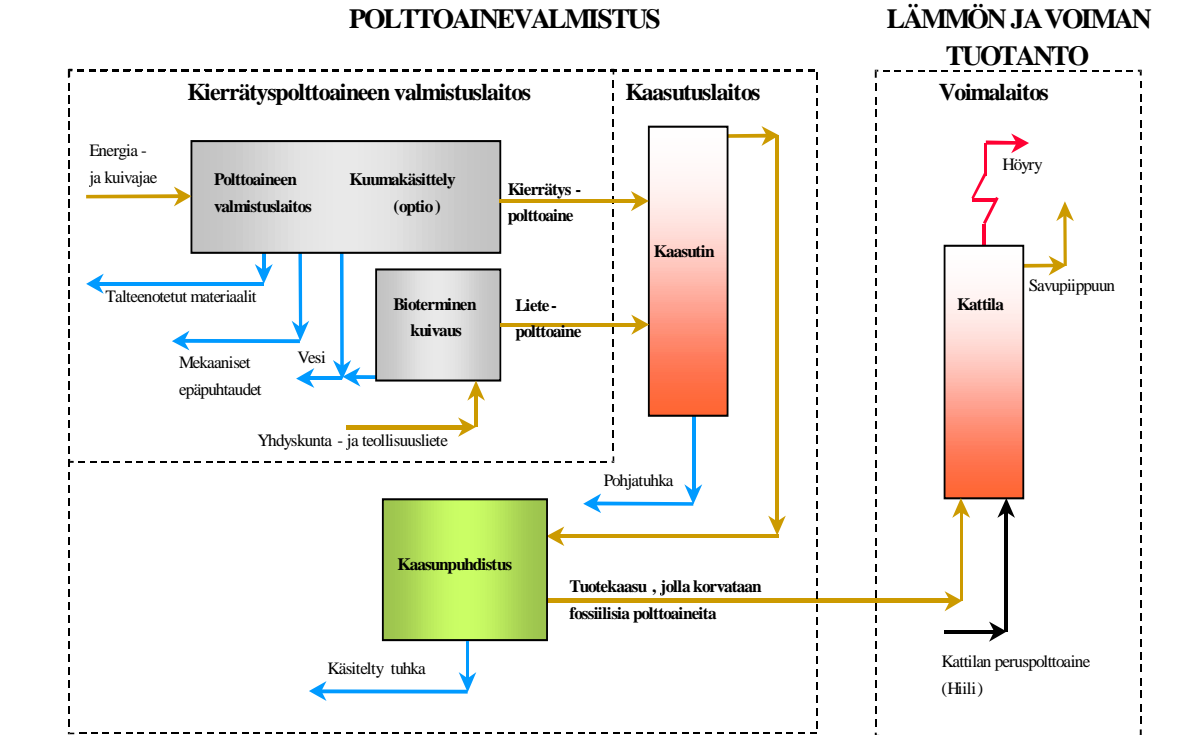 POLTTOAINEVALMISTUS
LÄMMÖN JA VOIMAN
TUOTANTO
Kierrätyspolttoaineen valmistuslaitos
Kaasutuslaitos
Voimalaitos
Energia -
ja kuivajae
Polttoaineen
valmistuslaitos
Kuumakäsittely
(optio )
Kierrätys -
polttoaine
Kaasutin
Höyry
Savupiippuun
Kattila
Talteenotetut materiaalit
Bioterminen
kuivaus
Liete -
polttoaine
Mekaaniset
epäpuhtaudet
Vesi
Yhdyskunta - ja teollisuusliete
Pohjatuhka
Kaasunpuhdistus
Tuotekaasu , jolla korvataan
fossiilisia polttoaineita
Käsitelty tuhka
Kattilan peruspolttoaine
(Hiili )